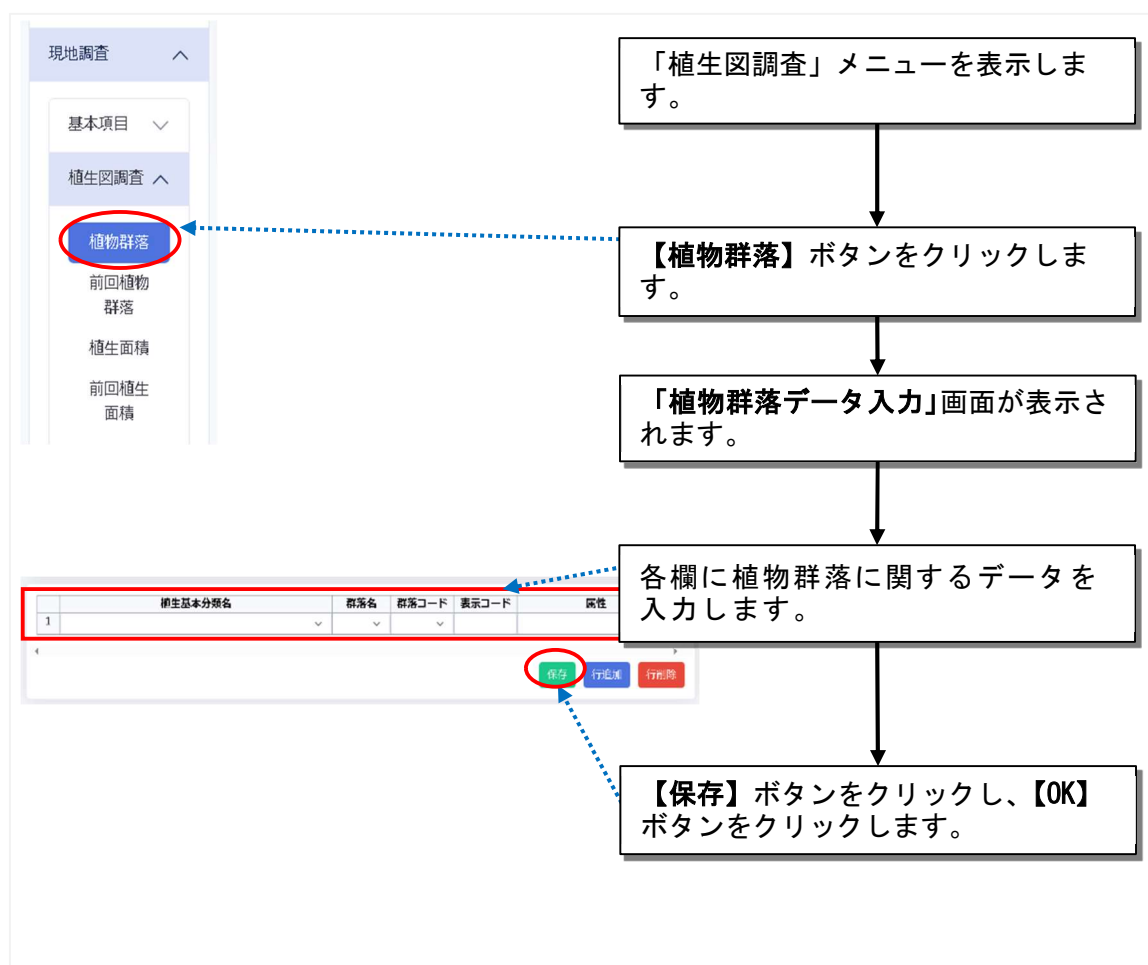 現地調査
基本項目
植生図調査
植物群落
前回植物
群落
植生面積
前回植生
面積
「植生図調査」メニューを表示しま
す。
【植物群落】ボタンをクリックしま
す。
「植物群落データ入力」画面が表示さ
れます。
各欄に植物群落に関するデータを
入力します。
植生基本分類名 群落名 群落コード 表示コード 属性
1
保存 行追加 行削除
【保存】ボタンをクリックし、【OK】
ボタンをクリックします。